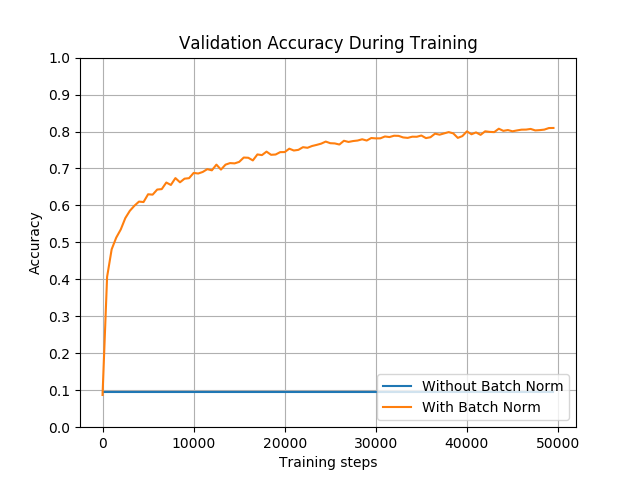 Validation Accuracy During Training
1.0
0.9
0.8
0.7
0.6
0.5
0.4
0.3
0.2
0.1
0.0
Accuracy
Without Batch Norm
With Batch Norm
0 10000 20000 30000 40000 50000
Training steps